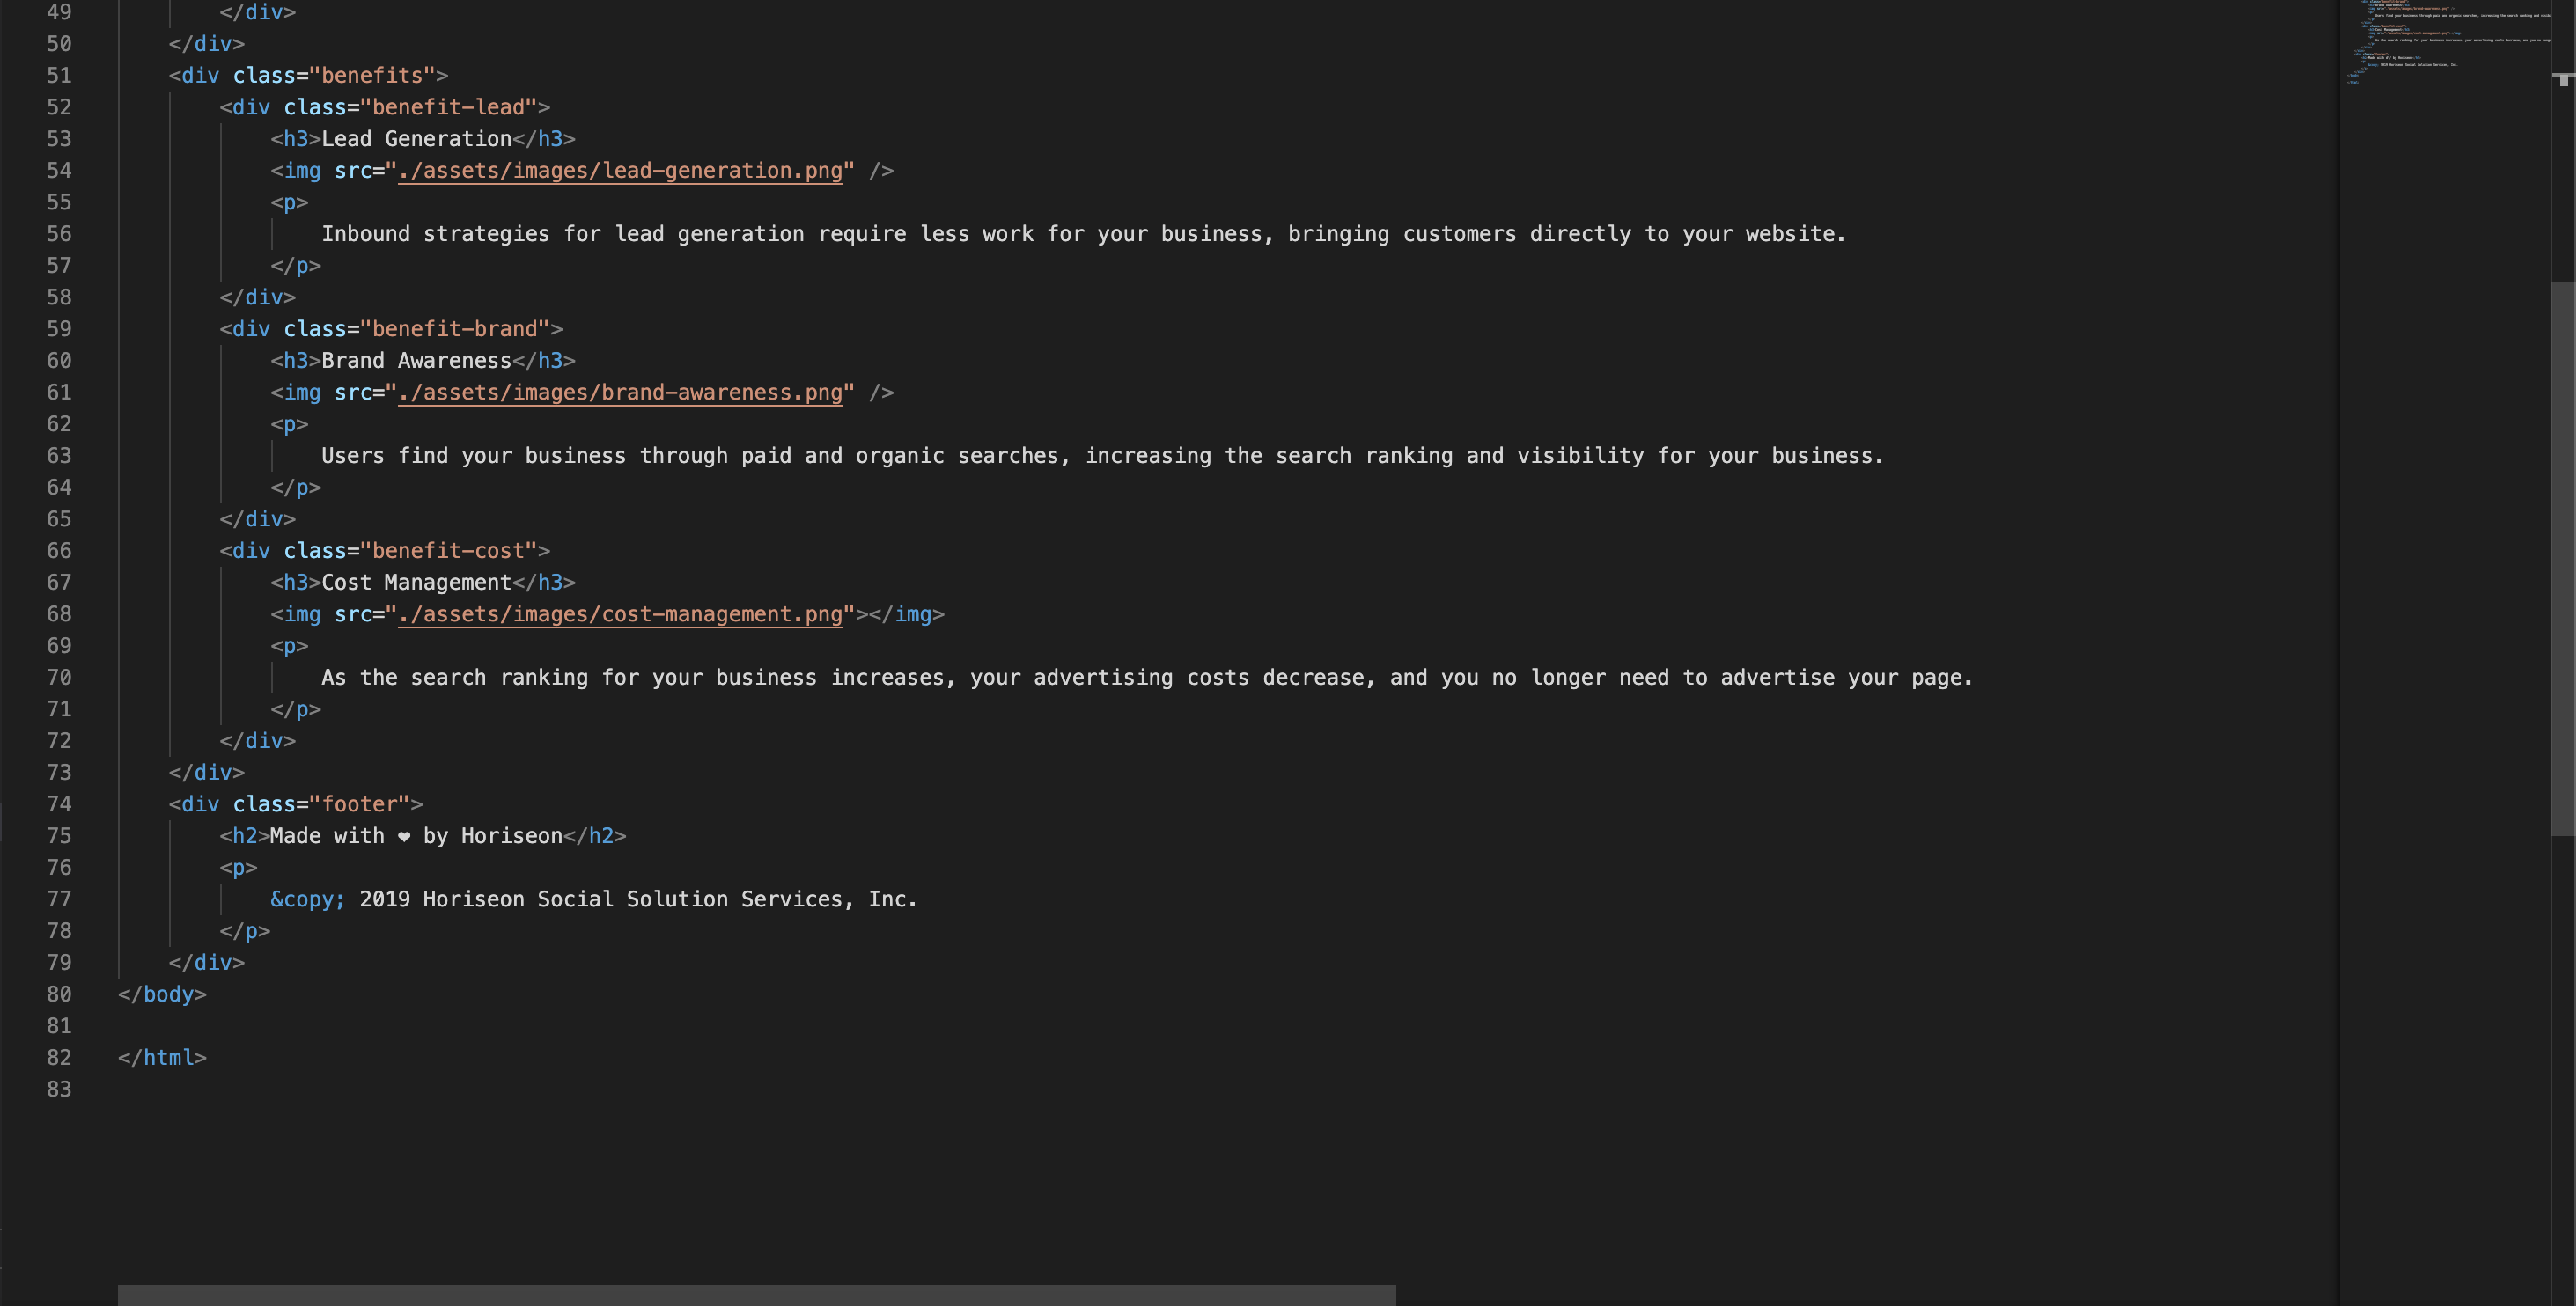 49 </div>
50 </div>
51 <div class="benefits">
52 <div class="benefit-lead">
53 <h3>Lead Generation</h3>
54 <img src="./assets/images/lead-generation.png" />
55 <p>
56 Inbound strategies for lead generation require less work for your business, bringing customers directly to your website.
57 </p>
58 </div>
59 <div class="benefit-brand">
60 <h3>Brand Awareness</h3>
61 <img src="./assets/images/brand-awareness.png" />
62 <p>
63 Users find your business through paid and organic searches, increasing the search ranking and visibility for your business.
64 </p>
65 </div>
66 <div class="benefit-cost">
67 <h3>Cost Management</h3>
68 <img src="./assets/images/cost-management.png"></img>
69 <p>
70 As the search ranking for your business increases, your advertising costs decrease, and you no longer need to advertise your page.
71 </p>
72 </div>
73 </div>
74 <div class="footer">
75 <h2>Made with ❤ by Horiseon</h2>
76 <p>
77 &copy; 2019 Horiseon Social Solution Services, Inc.
78 </p>
79 </div>
80 </body>
81
82 </html>
83